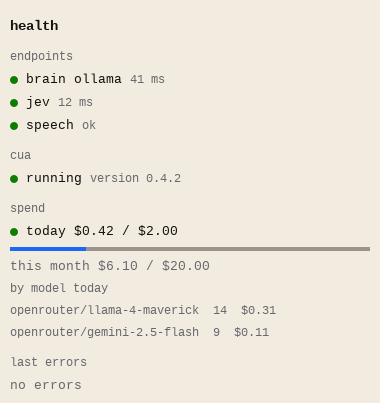 health
endpoints
brain ollama 41 ms
jev 12 ms
speech ok
cua
running version 0.4.2
spend
today $0.42 / $2.00
this month $6.10 / $20.00
by model today
openrouter/llama-4-maverick 14 $0.31
openrouter/gemini-2.5-flash 9 $0.11
last errors
no errors